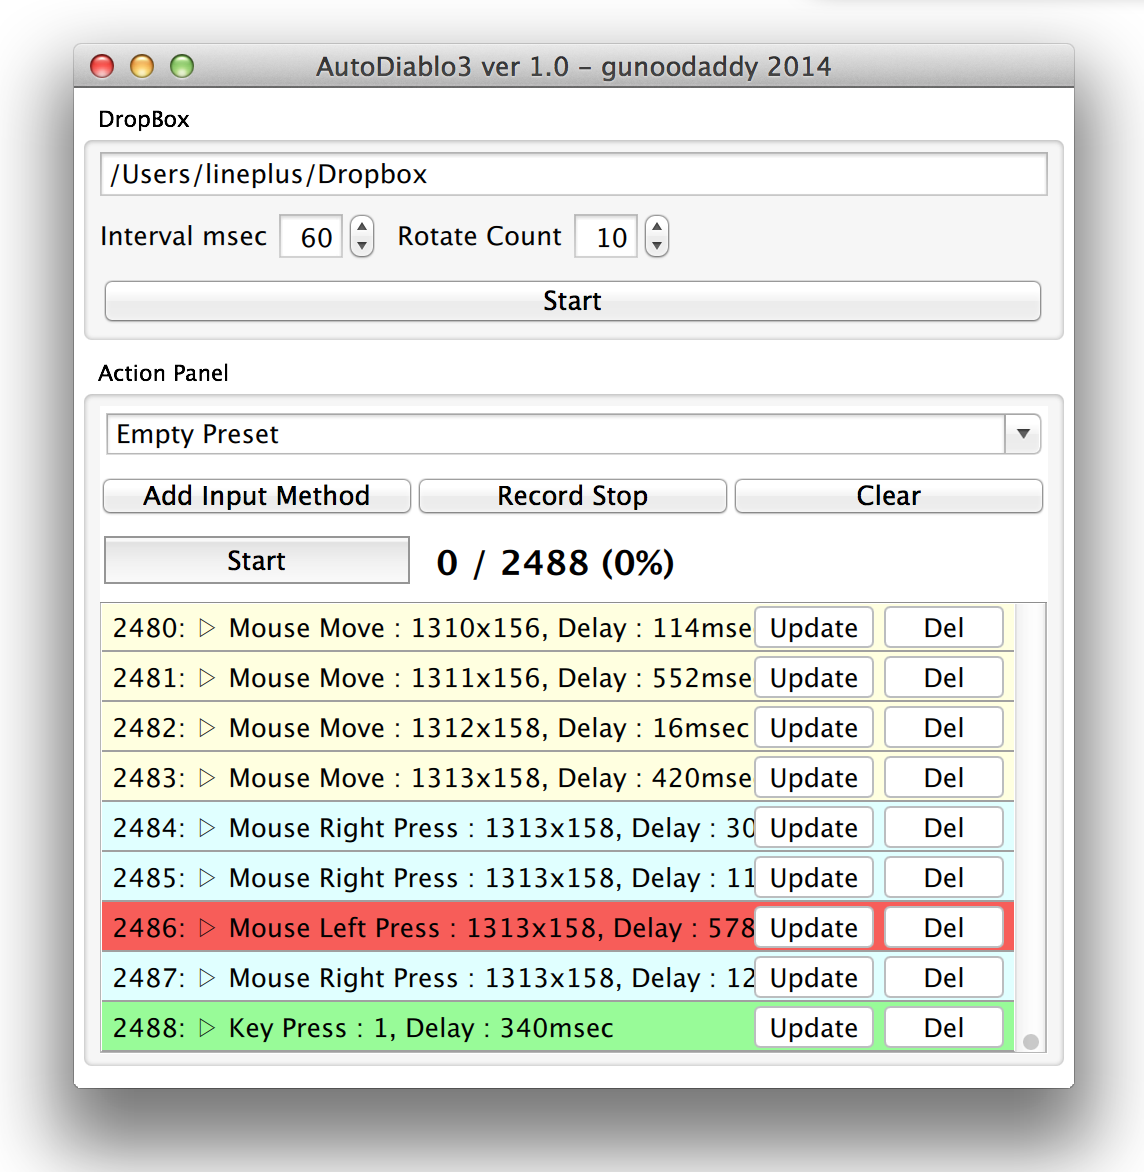 AutoDiablo3 ver 1.0 – gunoodaddy 2014
DropBox
/Users/lineplus/Dropbox
Interval msec 60 Rotate Count 10
Start
Action Panel
Empty Preset
Add Input Method Record Stop Clear
Start 0 / 2488 (0%)
2480: ▷ Mouse Move : 1310x156, Delay : 114mse Update Del
2481: ▷ Mouse Move : 1311x156, Delay : 552mse Update Del
2482: ▷ Mouse Move : 1312x158, Delay : 16msec Update Del
2483: ▷ Mouse Move : 1313x158, Delay : 420mse Update Del
2484: ▷ Mouse Right Press : 1313x158, Delay : 30 Update Del
2485: ▷ Mouse Right Press : 1313x158, Delay : 11 Update Del
2486: ▷ Mouse Left Press : 1313x158, Delay : 578 Update Del
2487: ▷ Mouse Right Press : 1313x158, Delay : 12 Update Del
2488: ▷ Key Press : 1, Delay : 340msec Update Del